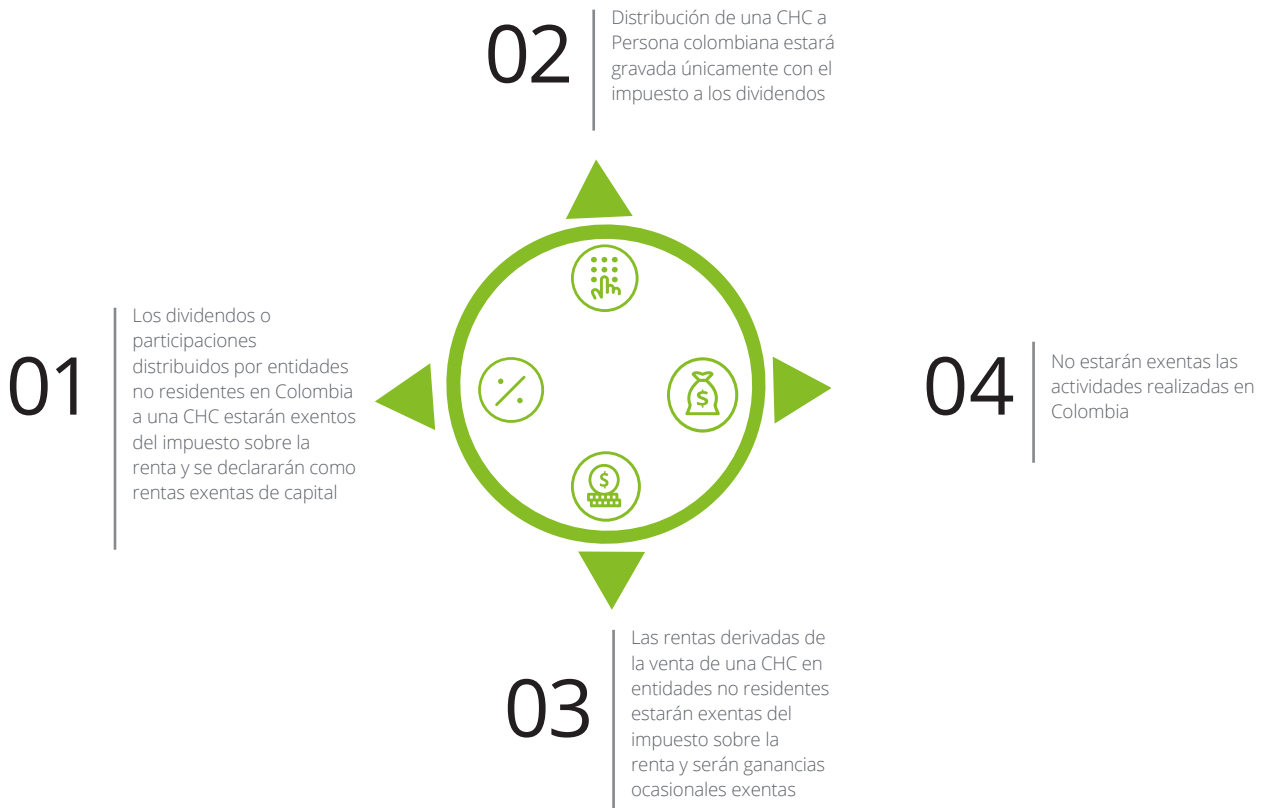 01
Los dividendos o
participaciones
distribuidos por entidades
no residentes en Colombia
a una CHC estarán exentos
del impuesto sobre la
renta y se declararán como
rentas exentas de capital
02
Distribución de una CHC a
Persona colombiana estará
gravada únicamente con el
impuesto a los dividendos
03
Las rentas derivadas de
la venta de una CHC en
entidades no residentes
estarán exentas del
impuesto sobre la
renta y serán ganancias
ocasionales exentas
04
No estarán exentas las
actividades realizadas en
Colombia